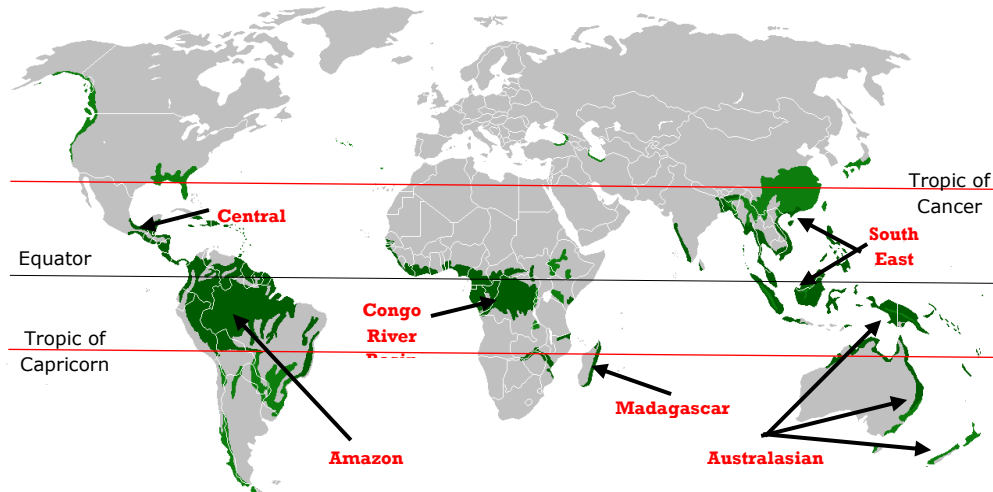 Tropic of
Cancer
Central
South
East
Equator
Congo
River
Tropic of
Capricorn
Madagascar
Amazon
Australasian